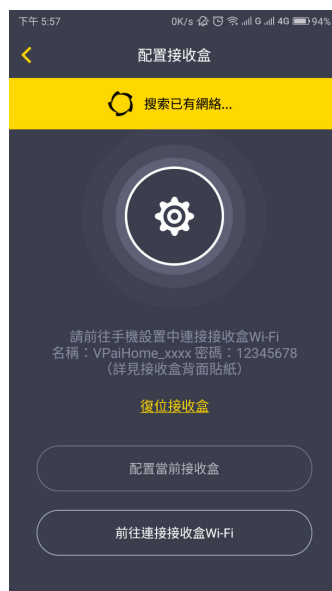 下午 5:57
0K/s G 4G 94%
配置接收盒
搜索已有網絡...
請前往手機設置中連接接收盒Wi-Fi
名稱：VPaiHome_xxxx 密碼：12345678
（詳見接收盒背面貼紙）
復位接收盒
配置當前接收盒
前往連接接收盒Wi-Fi